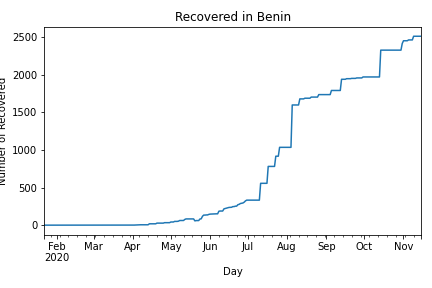 Recovered in Benin
Number of Recovered
2500
2000
1500
1000
500
0
Feb Mar Apr May Jun Jul Aug Sep Oct Nov
2020
Day